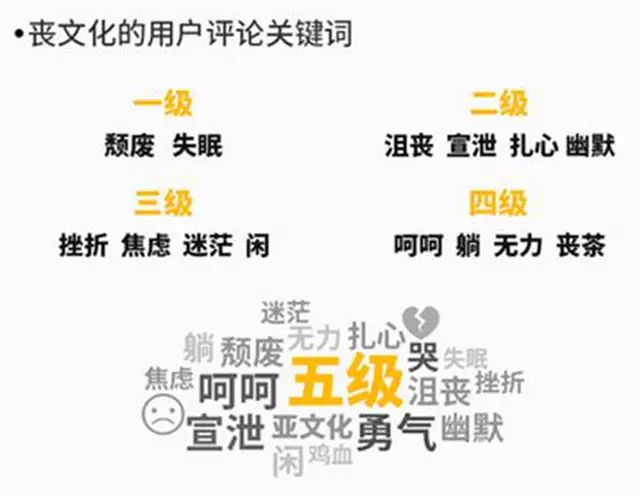 •丧文化的用户评论关键词
一级 二级
颓废 失眠 沮丧 宣泄 扎心 幽默
三级 四级
挫折 焦虑 迷茫 闲 呵呵 躺 无力 丧茶
迷茫
躺 颓废 无力 扎心 哭 失眠
焦虑 呵呵 五级 沮丧 挫折
宣泄 亚文化 勇气 幽默
闲 鸡血